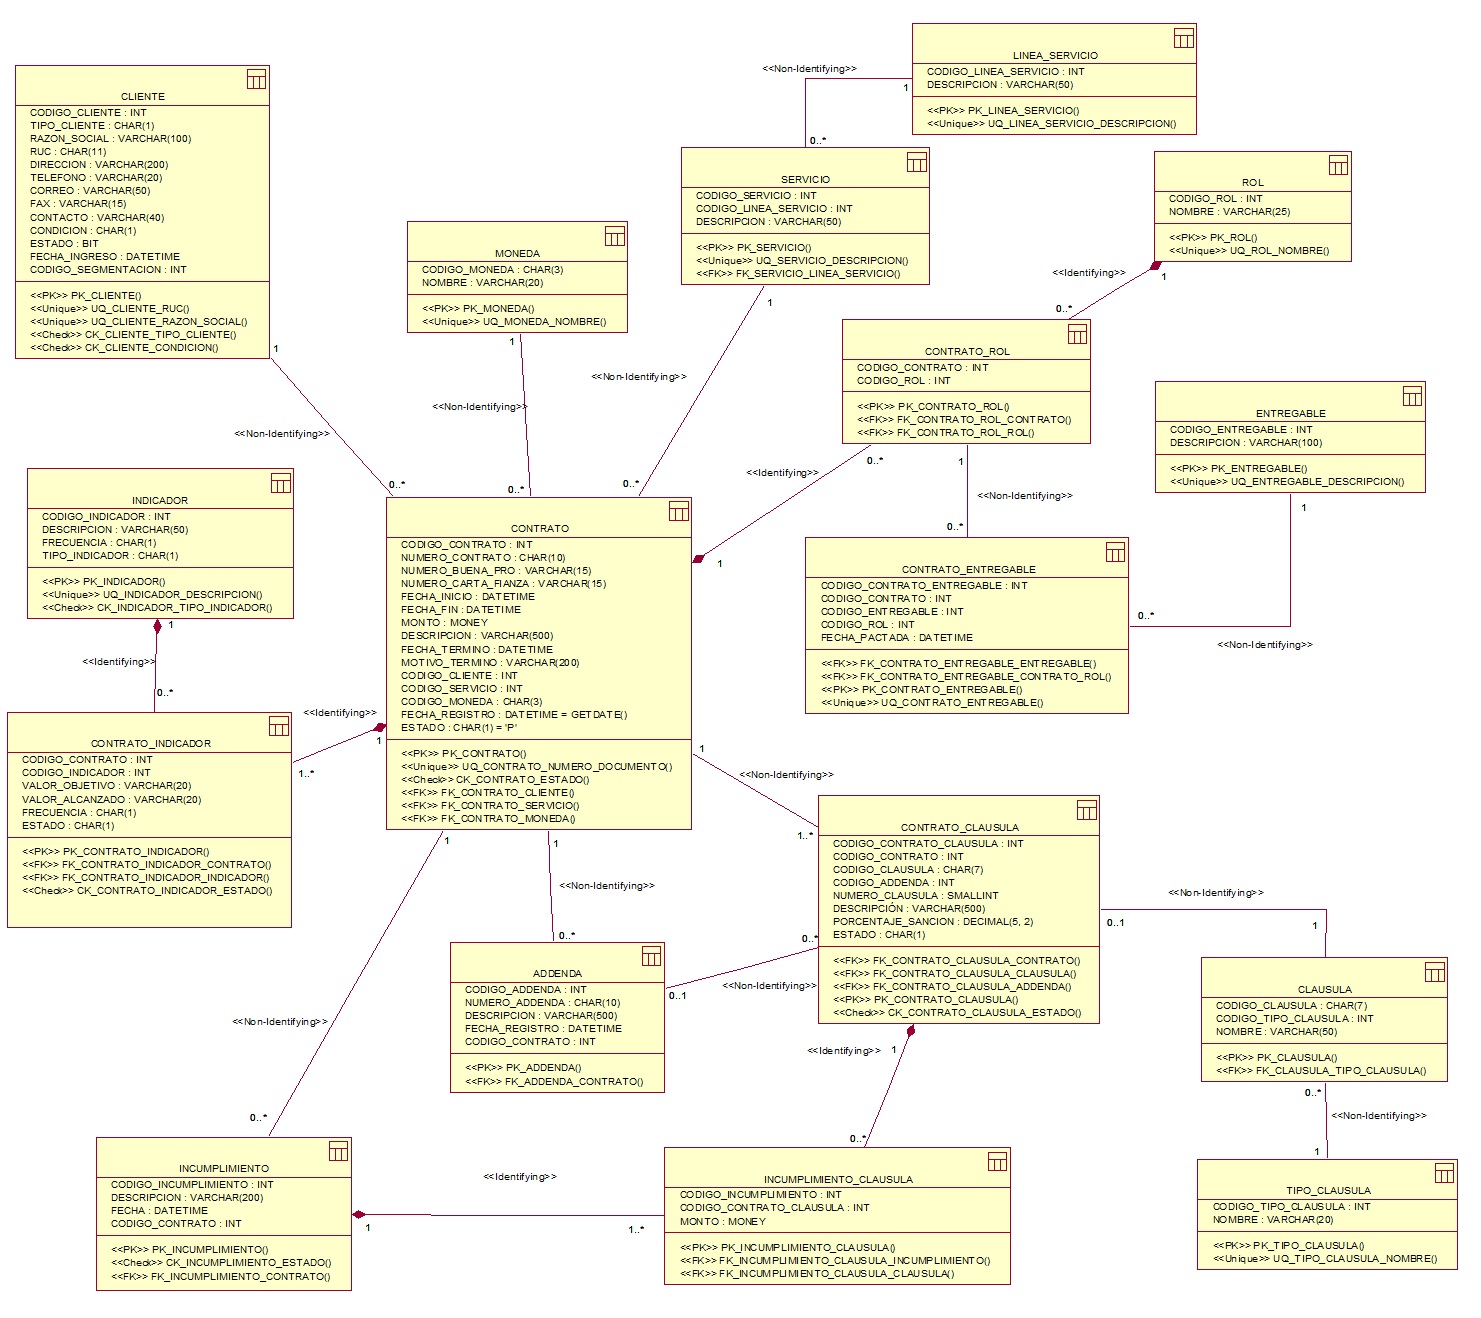 LINEA_SERVICIO
CODIGO_LINEA_SERVICIO : INT
DESCRIPCION : VARCHAR(50)
<<PK>> PK_LINEA_SERVICIO()
<<Unique>> UQ_LINEA_SERVICIO_DESCRIPCION()
<<Non-Identifying>>
1
0..*
CLIENTE
CODIGO_CLIENTE : INT
TIPO_CLIENTE : CHAR(1)
RAZON_SOCIAL : VARCHAR(100)
RUC : CHAR(11)
DIRECCION : VARCHAR(200)
TELEFONO : VARCHAR(20)
CORREO : VARCHAR(50)
FAX : VARCHAR(15)
CONTACTO : VARCHAR(40)
CONDICION : CHAR(1)
ESTADO : BIT
FECHA_INGRESO : DATETIME
CODIGO_SEGMENTACION : INT
<<PK>> PK_CLIENTE()
<<Unique>> UQ_CLIENTE_RUC()
<<Unique>> UQ_CLIENTE_RAZON_SOCIAL()
<<Check>> CK_CLIENTE_TIPO_CLIENTE()
<<Check>> CK_CLIENTE_CONDICION()
1
<<Non-Identifying>>
0..*
MONEDA
CODIGO_MONEDA : CHAR(3)
NOMBRE : VARCHAR(20)
<<PK>> PK_MONEDA()
<<Unique>> UQ_MONEDA_NOMBRE()
1
<<Non-Identifying>>
0..*
SERVICIO
CODIGO_SERVICIO : INT
CODIGO_LINEA_SERVICIO : INT
DESCRIPCION : VARCHAR(50)
<<PK>> PK_SERVICIO()
<<Unique>> UQ_SERVICIO_DESCRIPCION()
<<FK>> FK_SERVICIO_LINEA_SERVICIO()
1
<<Non-Identifying>>
0..*
ROL
CODIGO_ROL : INT
NOMBRE : VARCHAR(25)
<<PK>> PK_ROL()
<<Unique>> UQ_ROL_NOMBRE()
<<Identifying>>
1
0..*
CONTRATO_ROL
CODIGO_CONTRATO : INT
CODIGO_ROL : INT
<<PK>> PK_CONTRATO_ROL()
<<FK>> FK_CONTRATO_ROL_CONTRATO()
<<FK>> FK_CONTRATO_ROL_ROL()
0..*
<<Identifying>>
1
1
<<Non-Identifying>>
0..*
ENTREGABLE
CODIGO_ENTREGABLE : INT
DESCRIPCION : VARCHAR(100)
<<PK>> PK_ENTREGABLE()
<<Unique>> UQ_ENTREGABLE_DESCRIPCION()
1
0..*
<<Non-Identifying>>
INDICADOR
CODIGO_INDICADOR : INT
DESCRIPCION : VARCHAR(50)
FRECUENCIA : CHAR(1)
TIPO_INDICADOR : CHAR(1)
<<PK>> PK_INDICADOR()
<<Unique>> UQ_INDICADOR_DESCRIPCION()
<<Check>> CK_INDICADOR_TIPO_INDICADOR()
1
<<Identifying>>
0..*
CONTRATO
CODIGO_CONTRATO : INT
NUMERO_CONTRATO : CHAR(10)
NUMERO_BUENA_PRO : VARCHAR(15)
NUMERO_CARTA_FIANZA : VARCHAR(15)
FECHA_INICIO : DATETIME
FECHA_FIN : DATETIME
MONTO : MONEY
DESCRIPCION : VARCHAR(500)
FECHA_TERMINO : DATETIME
MOTIVO_TERMINO : VARCHAR(200)
CODIGO_CLIENTE : INT
CODIGO_SERVICIO : INT
CODIGO_MONEDA : CHAR(3)
FECHA_REGISTRO : DATETIME = GETDATE()
ESTADO : CHAR(1) = 'P'
<<PK>> PK_CONTRATO()
<<Unique>> UQ_CONTRATO_NUMERO_DOCUMENTO()
<<Check>> CK_CONTRATO_ESTADO()
<<FK>> FK_CONTRATO_CLIENTE()
<<FK>> FK_CONTRATO_SERVICIO()
<<FK>> FK_CONTRATO_MONEDA()
CONTRATO_ENTREGABLE
CODIGO_CONTRATO_ENTREGABLE : INT
CODIGO_CONTRATO : INT
CODIGO_ENTREGABLE : INT
CODIGO_ROL : INT
FECHA_PACTADA : DATETIME
<<FK>> FK_CONTRATO_ENTREGABLE_ENTREGABLE()
<<FK>> FK_CONTRATO_ENTREGABLE_CONTRATO_ROL()
<<PK>> PK_CONTRATO_ENTREGABLE()
<<Unique>> UQ_CONTRATO_ENTREGABLE()
<<Identifying>>
1
1..*
CONTRATO_INDICADOR
CODIGO_CONTRATO : INT
CODIGO_INDICADOR : INT
VALOR_OBJETIVO : VARCHAR(20)
VALOR_ALCANZADO : VARCHAR(20)
FRECUENCIA : CHAR(1)
ESTADO : CHAR(1)
<<PK>> PK_CONTRATO_INDICADOR()
<<FK>> FK_CONTRATO_INDICADOR_CONTRATO()
<<FK>> FK_CONTRATO_INDICADOR_INDICADOR()
<<Check>> CK_CONTRATO_INDICADOR_ESTADO()
1
<<Non-Identifying>>
1..*
CONTRATO_CLAUSULA
CODIGO_CONTRATO_CLAUSULA : INT
CODIGO_CONTRATO : INT
CODIGO_CLAUSULA : CHAR(7)
CODIGO_ADDENDA : INT
NUMERO_CLAUSULA : SMALLINT
DESCRIPCIÓN : VARCHAR(500)
PORCENTAJE_SANCION : DECIMAL(5, 2)
ESTADO : CHAR(1)
<<FK>> FK_CONTRATO_CLAUSULA_CONTRATO()
<<FK>> FK_CONTRATO_CLAUSULA_CLAUSULA()
<<FK>> FK_CONTRATO_CLAUSULA_ADDENDA()
<<PK>> PK_CONTRATO_CLAUSULA()
<<Check>> CK_CONTRATO_CLAUSULA_ESTADO()
<<Non-Identifying>>
0..1
1
1
<<Non-Identifying>>
0..*
1
<<Non-Identifying>>
0..*
ADDENDA
CODIGO_ADDENDA : INT
NUMERO_ADDENDA : CHAR(10)
DESCRIPCION : VARCHAR(500)
FECHA_REGISTRO : DATETIME
CODIGO_CONTRATO : INT
<<PK>> PK_ADDENDA()
<<FK>> FK_ADDENDA_CONTRATO()
0..*
<<Non-Identifying>>
0..1
CLAUSULA
CODIGO_CLAUSULA : CHAR(7)
CODIGO_TIPO_CLAUSULA : INT
NOMBRE : VARCHAR(50)
<<PK>> PK_CLAUSULA()
<<FK>> FK_CLAUSULA_TIPO_CLAUSULA()
0..*
<<Non-Identifying>>
1
<<Identifying>>
1
0..*
INCUMPLIMIENTO
CODIGO_INCUMPLIMIENTO : INT
DESCRIPCION : VARCHAR(200)
FECHA : DATETIME
CODIGO_CONTRATO : INT
<<PK>> PK_INCUMPLIMIENTO()
<<Check>> CK_INCUMPLIMIENTO_ESTADO()
<<FK>> FK_INCUMPLIMIENTO_CONTRATO()
<<Identifying>>
1
1..*
INCUMPLIMIENTO_CLAUSULA
CODIGO_INCUMPLIMIENTO : INT
CODIGO_CONTRATO_CLAUSULA : INT
MONTO : MONEY
<<PK>> PK_INCUMPLIMIENTO_CLAUSULA()
<<FK>> FK_INCUMPLIMIENTO_CLAUSULA_INCUMPLIMIENTO()
<<FK>> FK_INCUMPLIMIENTO_CLAUSULA_CLAUSULA()
TIPO_CLAUSULA
CODIGO_TIPO_CLAUSULA : INT
NOMBRE : VARCHAR(20)
<<PK>> PK_TIPO_CLAUSULA()
<<Unique>> UQ_TIPO_CLAUSULA_NOMBRE()